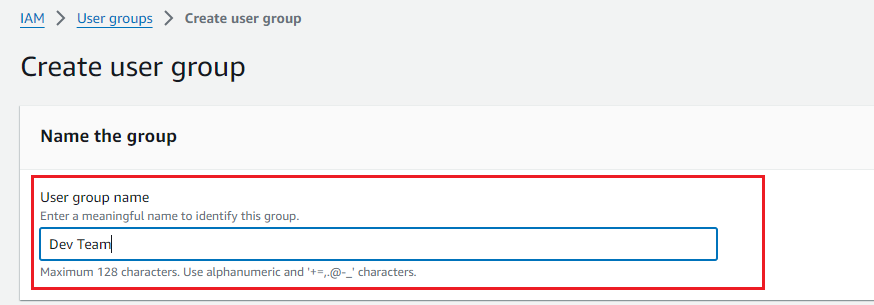 IAM > User groups > Create user group
Create user group
Name the group
User group name
Enter a meaningful name to identify this group.
Dev Team
Maximum 128 characters. Use alphanumeric and '+=,.@-_' characters.